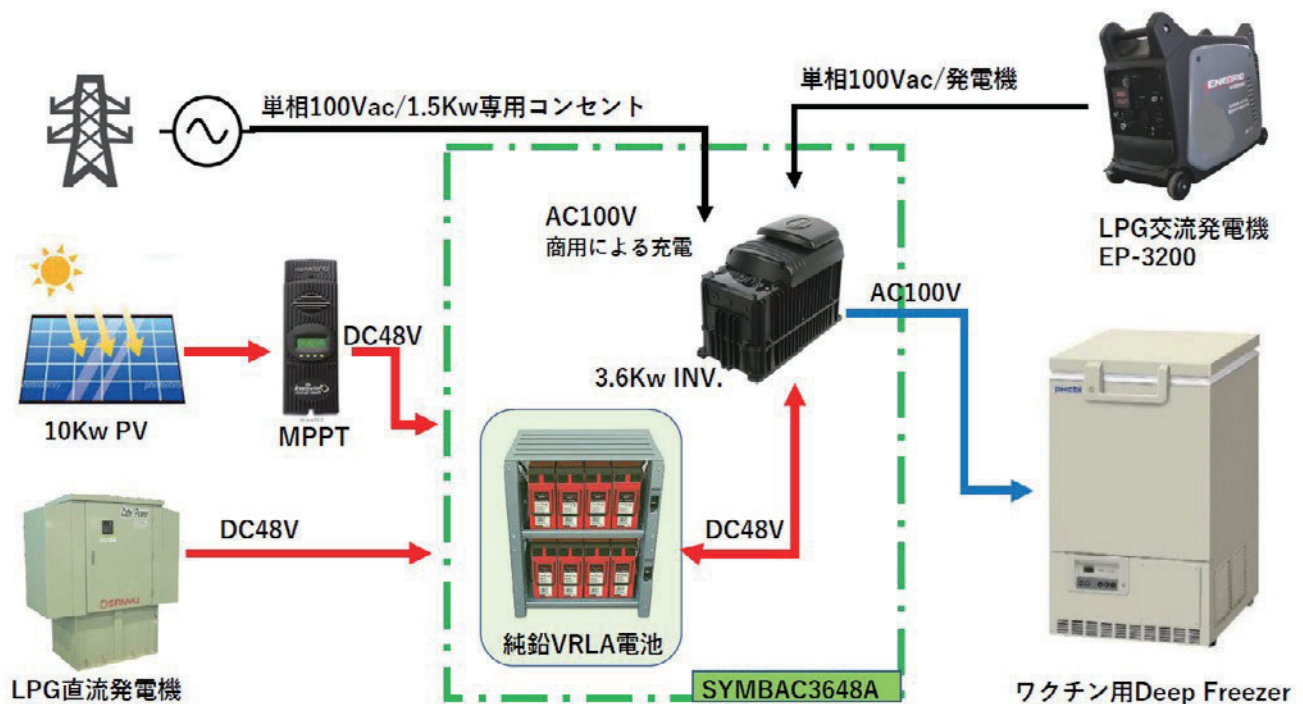 単相100Vac/1.5Kw専用コンセント
単相100Vac/発電機
LPG交流発電機
EP-3200
AC100V
商用による充電
3.6Kw INV.
AC100V
10Kw PV
MPPT
DC48V
DC48V
LPG直流発電機
DC48V
純鉛VRLA電池
SYMBAC3648A
ワクチン用Deep Freezer
PHCbi
SANYU